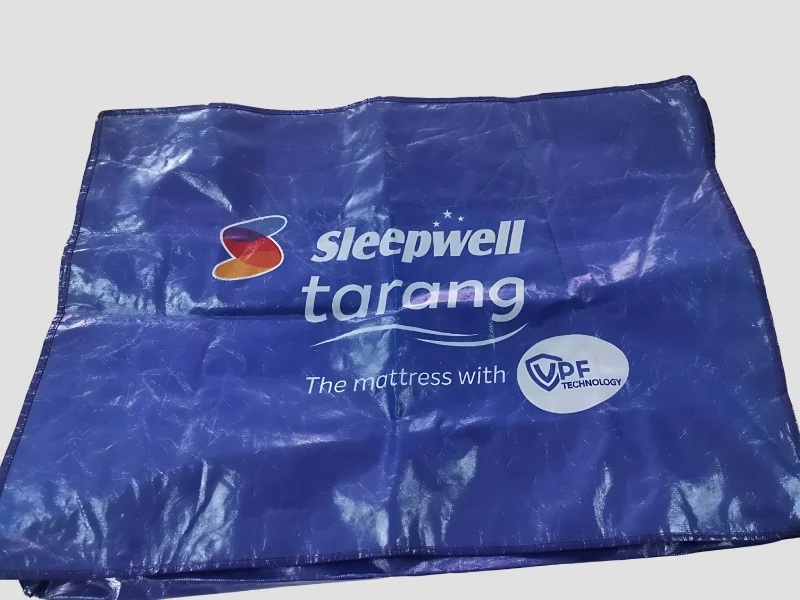 sleepwell
tarang
The mattress with
VPF
TECHNOLOGY